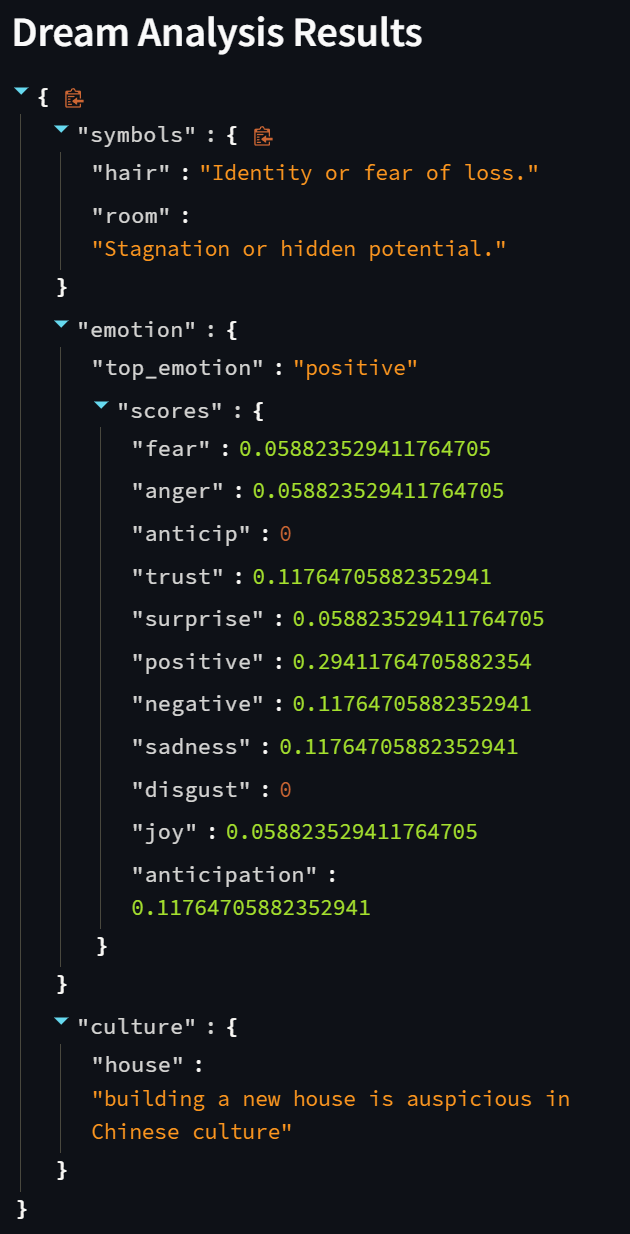 Dream Analysis Results
{
"symbols" : {
"hair" : "Identity or fear of loss."
"room" :
"Stagnation or hidden potential."
}
"emotion" : {
"top_emotion" : "positive"
"scores" : {
"fear" : 0.058823529411764705
"anger" : 0.058823529411764705
"anticip" : 0
"trust" : 0.11764705882352941
"surprise" : 0.058823529411764705
"positive" : 0.29411764705882354
"negative" : 0.11764705882352941
"sadness" : 0.11764705882352941
"disgust" : 0
"joy" : 0.058823529411764705
"anticipation" :
0.11764705882352941
}
}
"culture" : {
"house" :
"building a new house is auspicious in
Chinese culture"
}
}